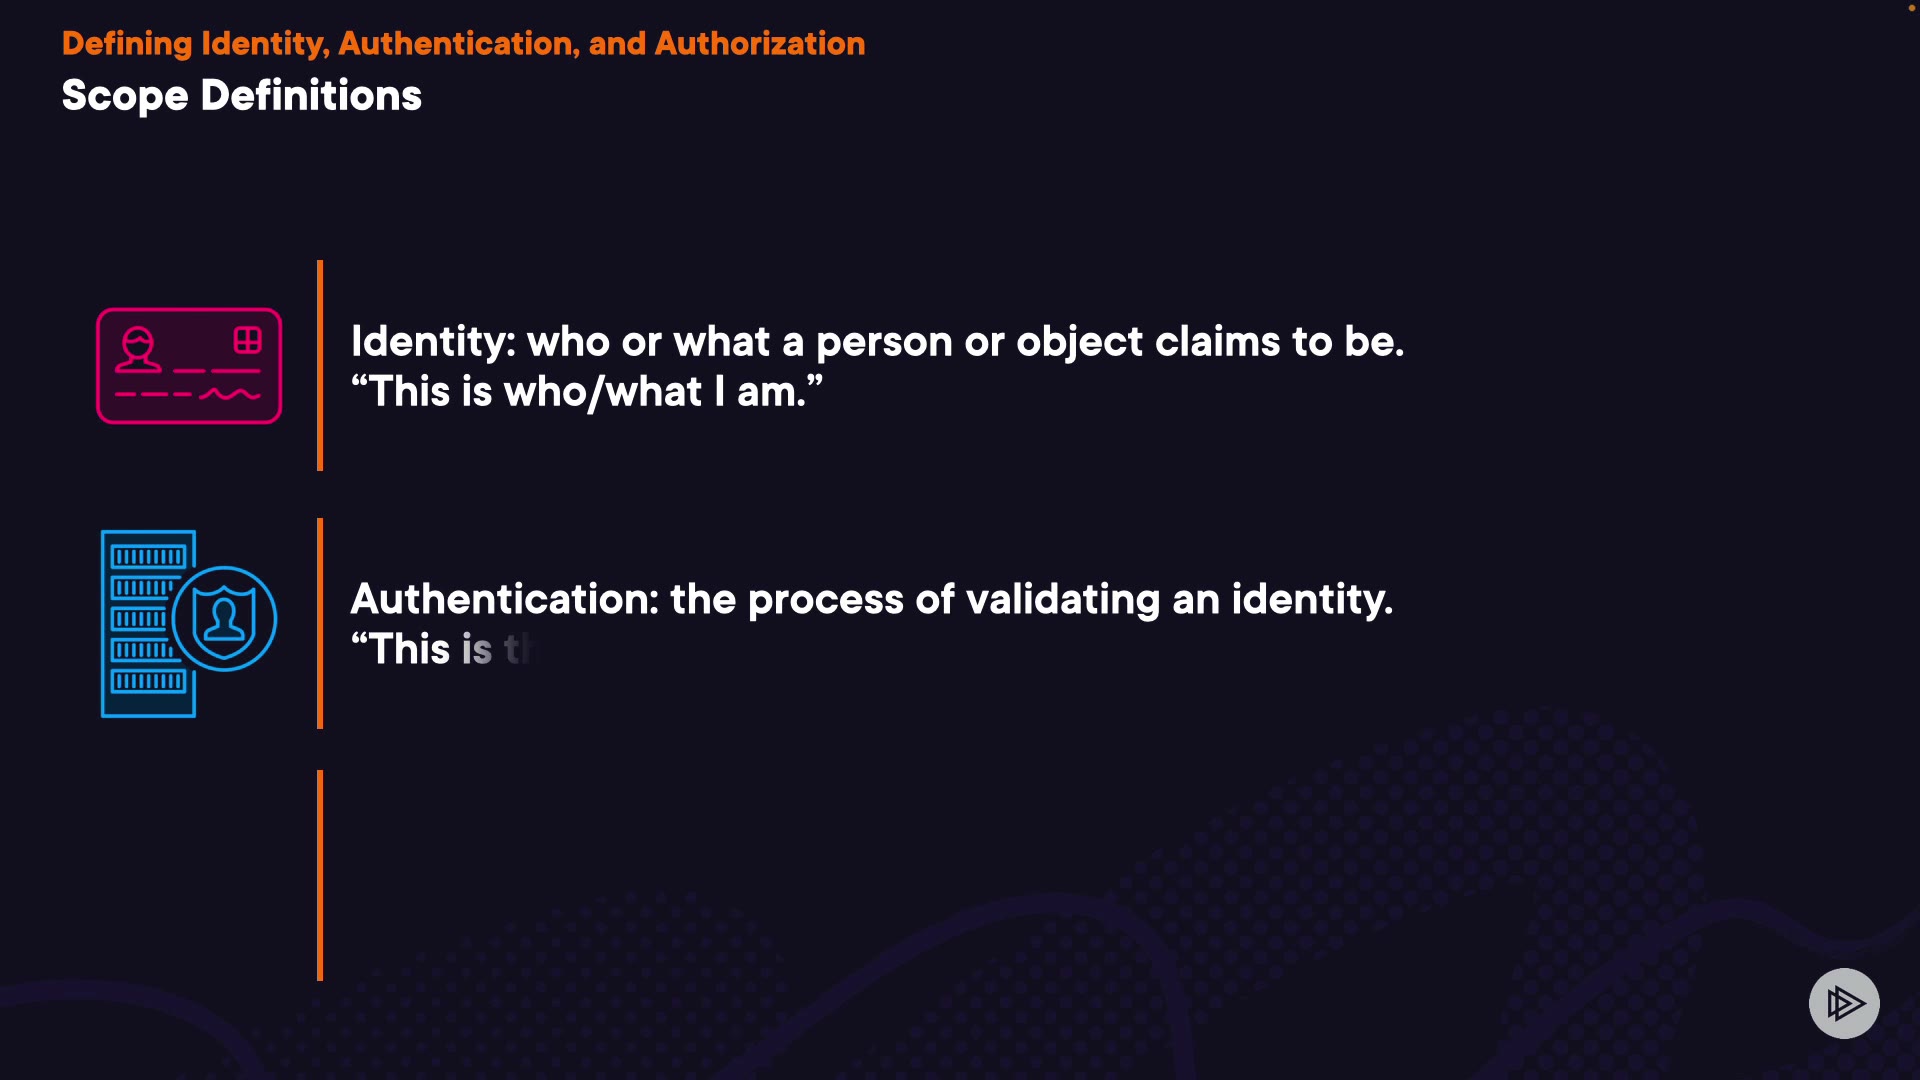 Defining Identity, Authentication, and Authorization
Scope Definitions
Identity: who or what a person or object claims to be.
“This is who/what I am.”
Authentication: the process of validating an identity.
“This is